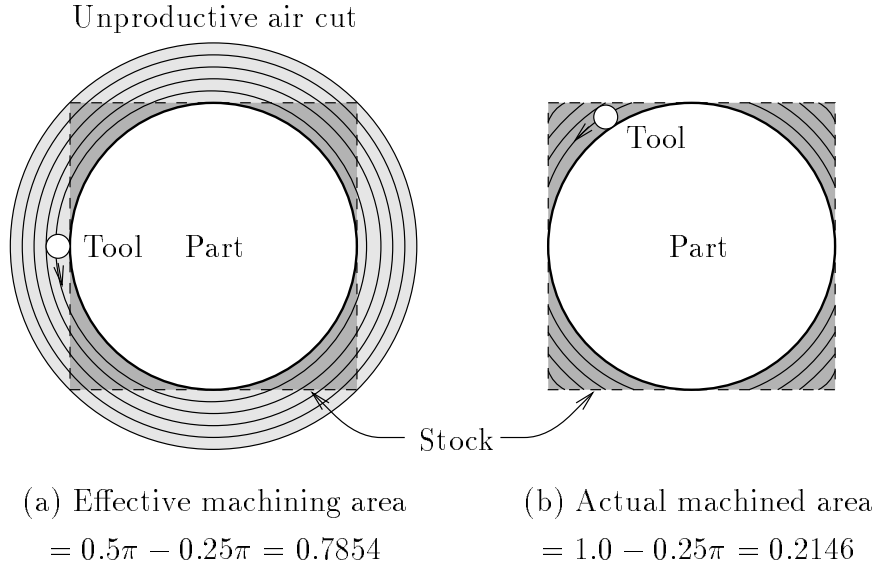 Unproductive air cut
Tool
Part
Tool
Part
Stock
(a) Effective machining area
= 0.5π − 0.25π = 0.7854
(b) Actual machined area
= 1.0 − 0.25π = 0.2146